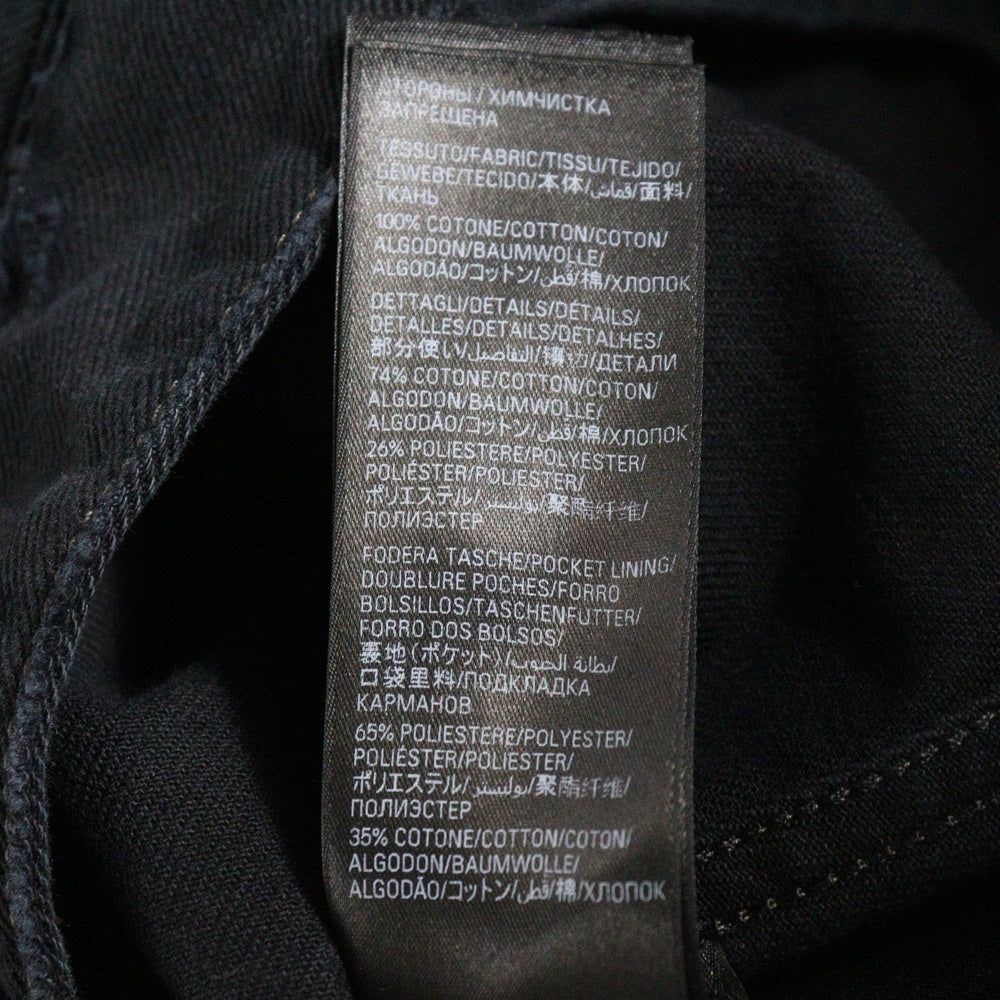 СТОРОНЫ / ХИМЧИСТКА
ЗАПРЕЩЕНА
TESSUTO/FABRIC/TISSU/TEJIDO/
GEWEBE/TECIDO/本体/قماش/面料/
ТКАНЬ
100% COTONE/COTTON/COTON/
ALGODON/BAUMWOLLE/
ALGODÃO/コットン/قطن/棉/ХЛОПОК
DETTAGLI/DETAILS/DÉTAILS/
DETALLES/DETAILS/DETALHES/
部分使い/التفاصيل/镶边/ДЕТАЛИ
74% COTONE/COTTON/COTON/
ALGODON/BAUMWOLLE/
ALGODÃO/コットン/قطن/棉/ХЛОПОК
26% POLIESTERE/POLYESTER/
POLIÉSTER/POLIESTER/
ポリエステル/بوليستر/聚酯纤维/
ПОЛИЭСТЕР
FODERA TASCHE/POCKET LINING/
DOUBLURE POCHES/FORRO
BOLSILLOS/TASCHENFUTTER/
FORRO DOS BOLSOS/
裏地(ポケット)/بطانة الجيوب/
口袋里料/ПОДКЛАДКА
КАРМАНОВ
65% POLIESTERE/POLYESTER/
POLIÉSTER/POLIESTER/
ポリエステル/بوليستر/聚酯纤维/
ПОЛИЭСТЕР
35% COTONE/COTTON/COTON/
ALGODON/BAUMWOLLE/
ALGODÃO/コットン/قطن/棉/ХЛОПОК